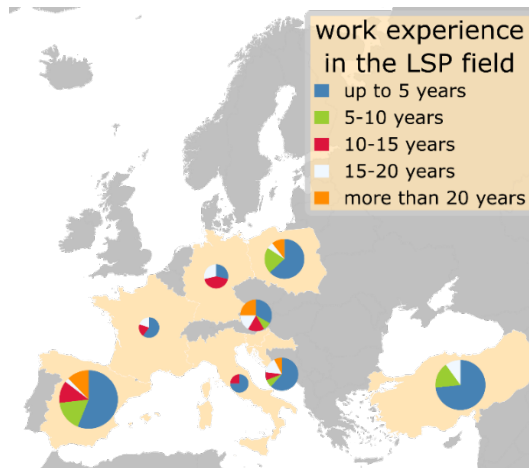 work experience
in the LSP field
up to 5 years
5-10 years
10-15 years
15-20 years
more than 20 years